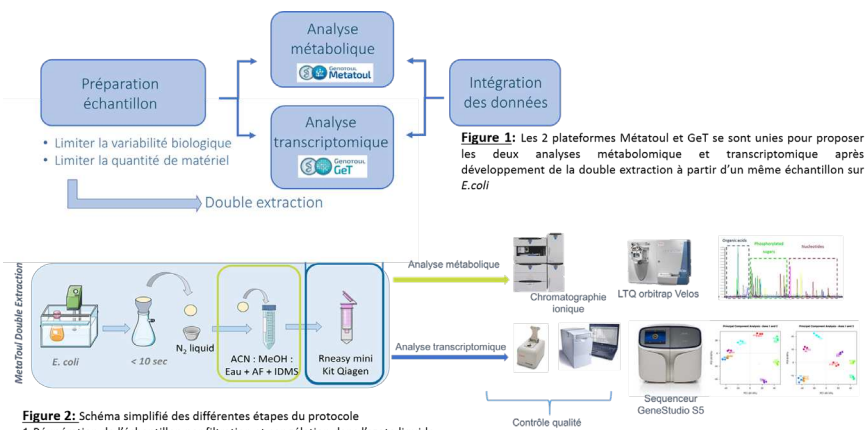 Analyse
métabolique
GENOTOUL
Metatoul
Préparation
échantillon
Intégration
des données
Analyse
transcriptomique
GENOTOUL
GeT
• Limiter la variabilité biologique
• Limiter la quantité de matériel
Double extraction
Figure 1: Les 2 plateformes Métatoul et GeT se sont unies pour proposer
les deux analyses métabolomique et transcriptomique après
développement de la double extraction à partir d'un même échantillon sur
E.coli
MetaToul Double Extraction
E. coli
< 10 sec
N2 liquid
ACN : MeOH :
Eau + AF + IDMS
Rneasy mini
Kit Qiagen
Analyse métabolique
Analyse transcriptomique
Chromatographie
ionique
LTQ orbitrap Velos
Organic acids
Phosphorylated
sugars
Nucleotides
Sequenceur
GeneStudio S5
Contrôle qualité
Figure 2: Schéma simplifié des différentes étapes du protocole